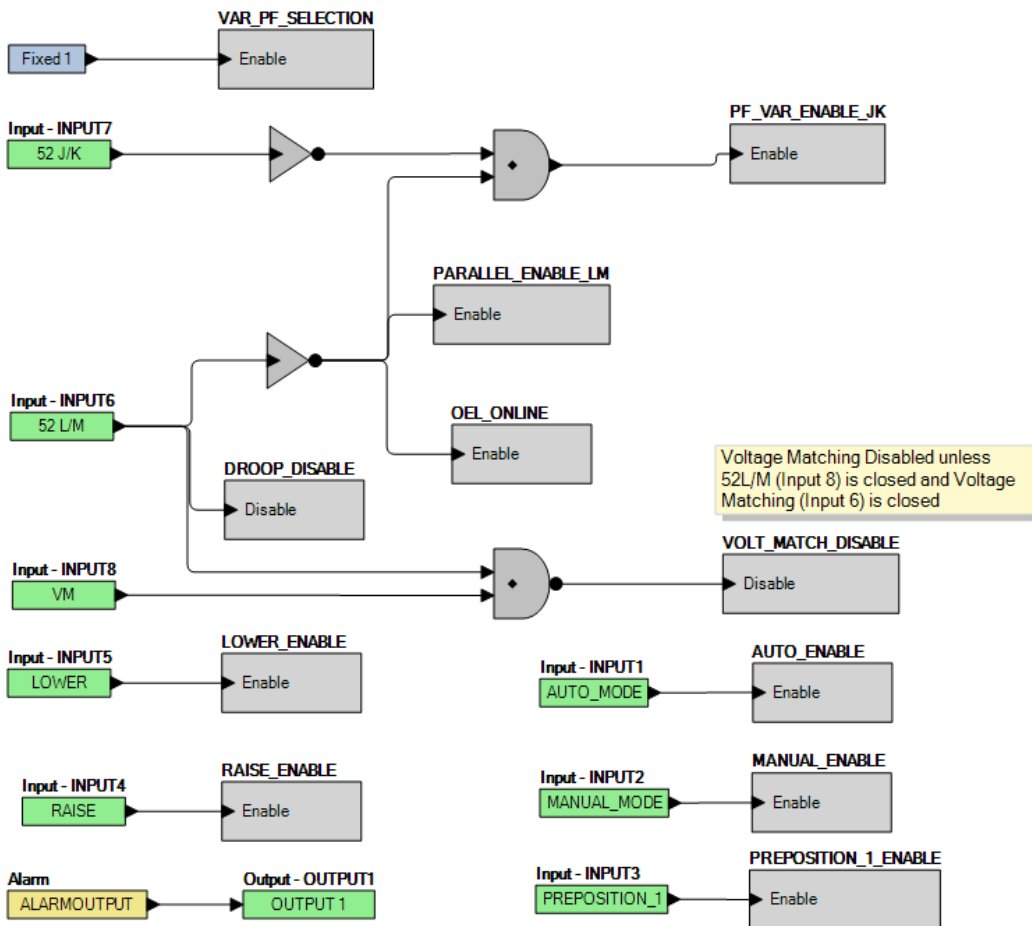 VAR_PF_SELECTION
Fixed 1
Enable
Input - INPUT7
52 J/K
PF_VAR_ENABLE_JK
Enable
PARALLEL_ENABLE_LM
Enable
Input - INPUT6
52 L/M
OEL_ONLINE
Enable
DROOP_DISABLE
Disable
Voltage Matching Disabled unless
52L/M (Input 8) is closed and Voltage
Matching (Input 6) is closed
Input - INPUT8
VM
VOLT_MATCH_DISABLE
Disable
Input - INPUT5
LOWER
LOWER_ENABLE
Enable
Input - INPUT1
AUTO_MODE
AUTO_ENABLE
Enable
Input - INPUT4
RAISE
RAISE_ENABLE
Enable
Input - INPUT2
MANUAL_MODE
MANUAL_ENABLE
Enable
Alarm
ALARMOUTPUT
Output - OUTPUT1
OUTPUT 1
Input - INPUT3
PREPOSITION_1
PREPOSITION_1_ENABLE
Enable